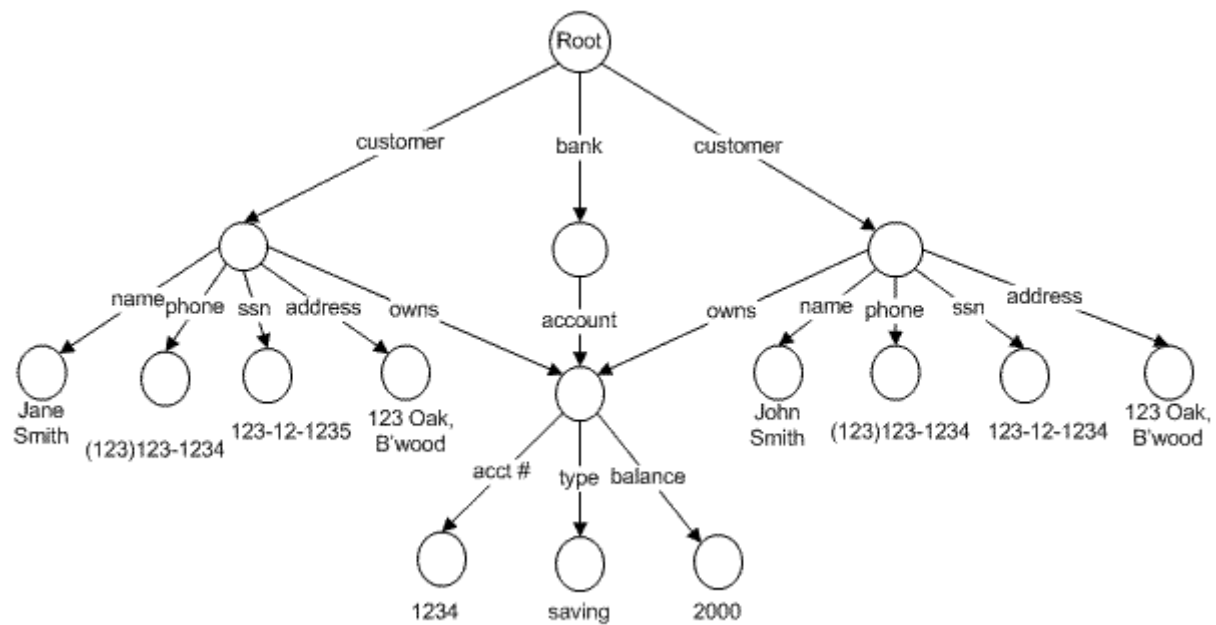 Root
customer
bank
customer
name
phone
ssn
address
owns
account
owns
name
phone
ssn
address
Jane
Smith
(123)123-1234
123-12-1235
123 Oak,
B'wood
John
Smith
(123)123-1234
123-12-1234
123 Oak,
B'wood
acct #
type
balance
1234
saving
2000